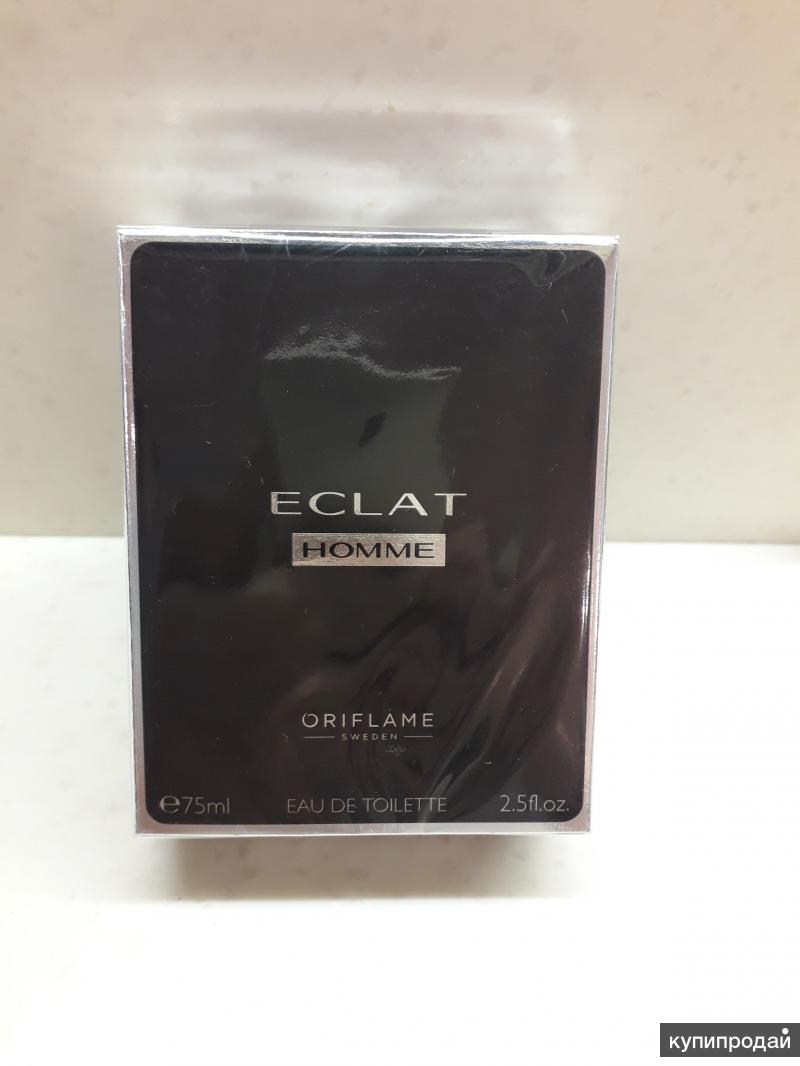 ECLAT
HOMME
ORIFLAME
SWEDEN
℮75ml EAU DE TOILETTE 2.5fl.oz.
купипродай